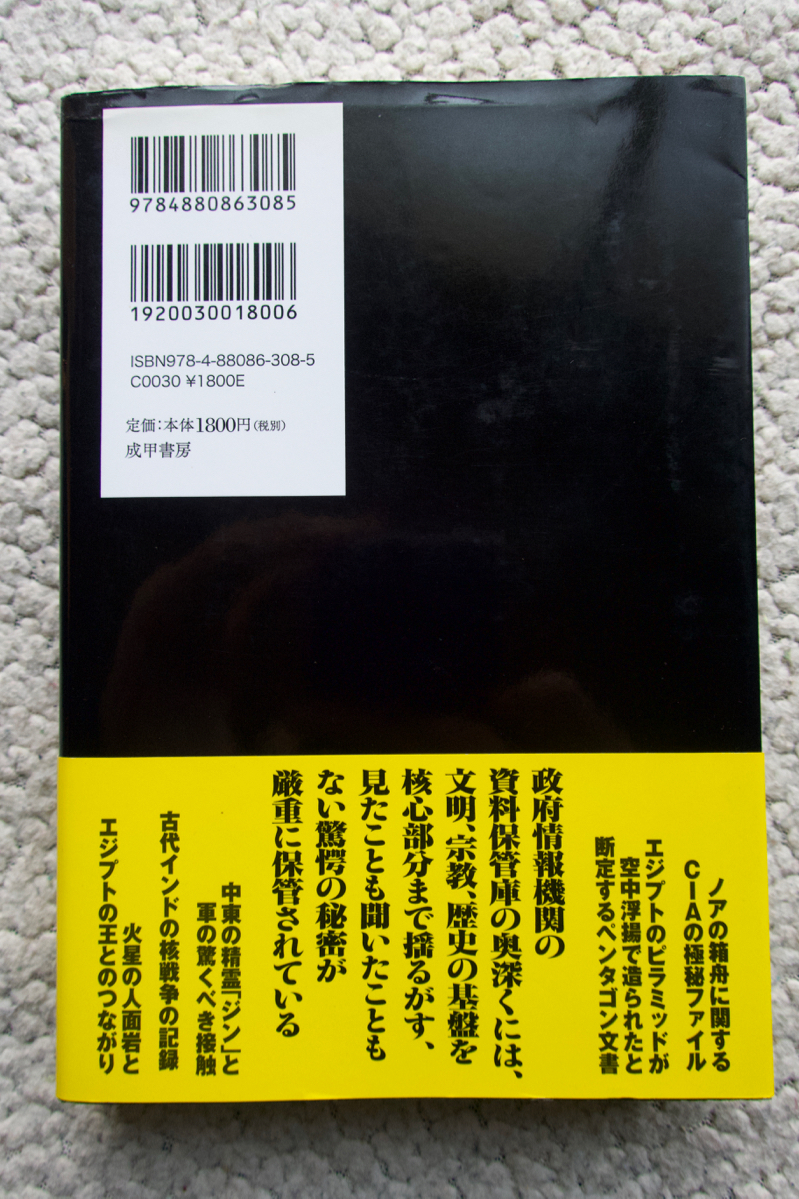 9784880863085
1920030018006
ISBN978-4-88086-308-5
C0030 ¥1800E
定価：本体1800円（税別）
成甲書房
ノアの箱舟に関する
CIAの極秘ファイル
エジプトのピラミッドが
空中浮揚で造られたと
断定するペンタゴン文書
政府情報機関の
資料保管庫の奥深くには、
文明、宗教、歴史の基盤を
核心部分まで揺るがす、
見たことも聞いたことも
ない驚愕の秘密が
厳重に保管されている
中東の精霊「ジン」と
軍の驚くべき接触
古代インドの核戦争の記録
火星の人面岩と
エジプトの王とのつながり